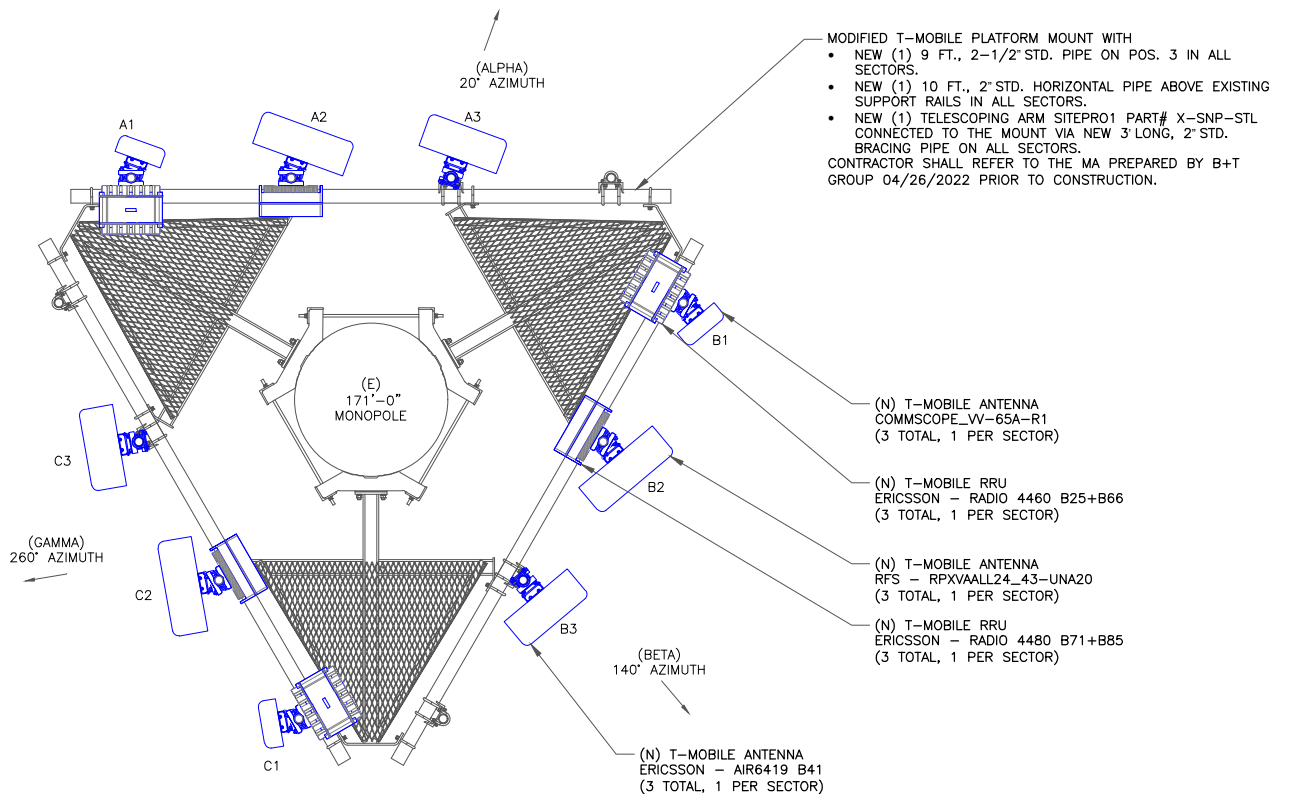 (ALPHA)
20° AZIMUTH
MODIFIED T-MOBILE PLATFORM MOUNT WITH
• NEW (1) 9 FT., 2-1/2" STD. PIPE ON POS. 3 IN ALL
SECTORS.
• NEW (1) 10 FT., 2" STD. HORIZONTAL PIPE ABOVE EXISTING
SUPPORT RAILS IN ALL SECTORS.
• NEW (1) TELESCOPING ARM SITEPRO1 PART# X-SNP-STL
CONNECTED TO THE MOUNT VIA NEW 3' LONG, 2" STD.
BRACING PIPE ON ALL SECTORS.
CONTRACTOR SHALL REFER TO THE MA PREPARED BY B+T
GROUP 04/26/2022 PRIOR TO CONSTRUCTION.
A1
A2
A3
B1
(E)
171'-0"
MONOPOLE
(N) T-MOBILE ANTENNA
COMMSCOPE_VV-65A-R1
(3 TOTAL, 1 PER SECTOR)
C3
B2
(N) T-MOBILE RRU
ERICSSON - RADIO 4460 B25+B66
(3 TOTAL, 1 PER SECTOR)
(GAMMA)
260° AZIMUTH
C2
(N) T-MOBILE ANTENNA
RFS - RPXVAALL24_43-UNA20
(3 TOTAL, 1 PER SECTOR)
B3
(N) T-MOBILE RRU
ERICSSON - RADIO 4480 B71+B85
(3 TOTAL, 1 PER SECTOR)
(BETA)
140° AZIMUTH
C1
(N) T-MOBILE ANTENNA
ERICSSON - AIR6419 B41
(3 TOTAL, 1 PER SECTOR)